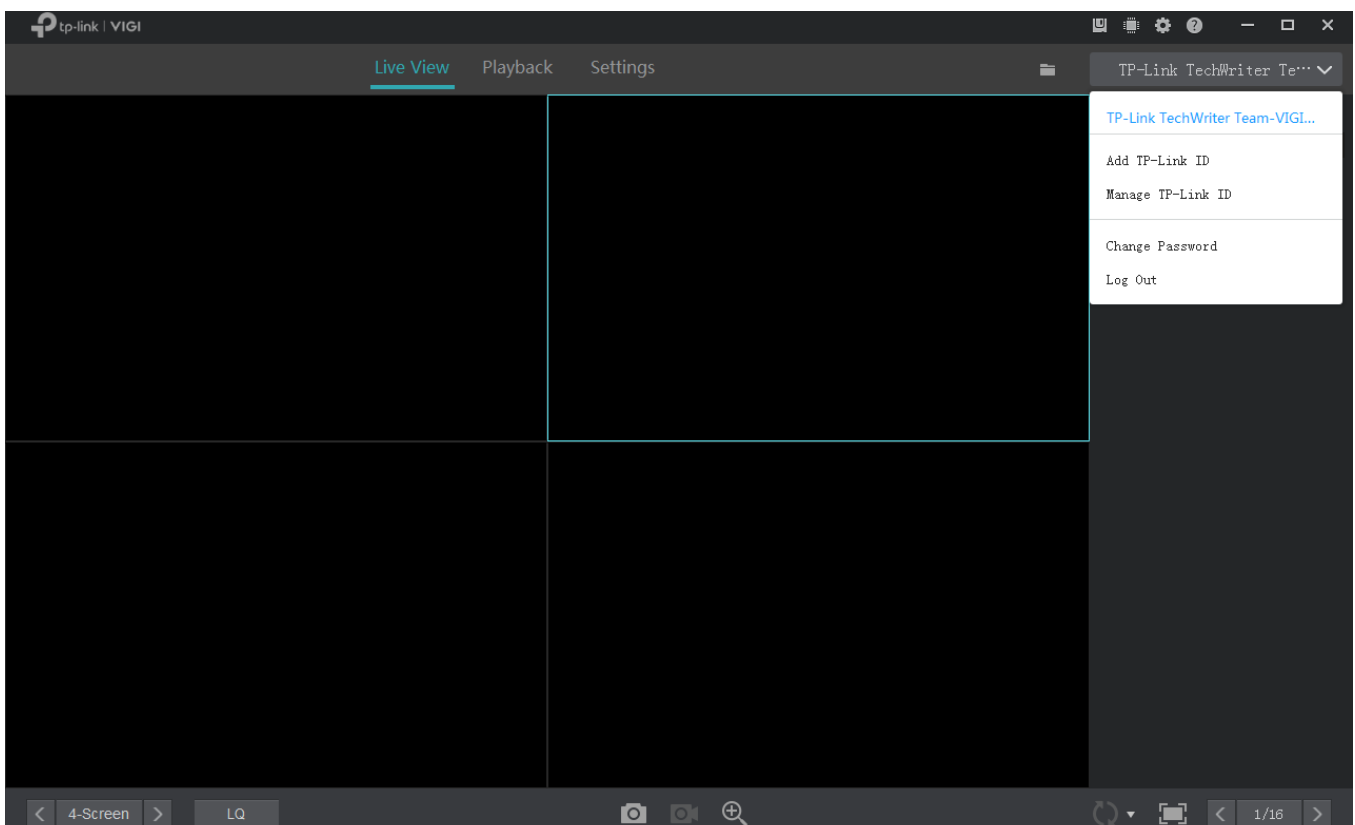 tp-link | VIGI
Live View Playback Settings
TP-Link TechWriter Te···
TP-Link TechWriter Team-VIGI...
Add TP-Link ID
Manage TP-Link ID
Change Password
Log Out
4-Screen LQ 1/16